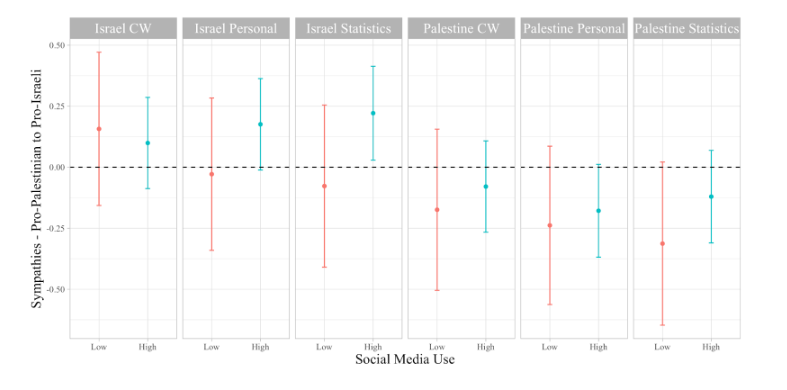 Israel CW Israel Personal Israel Statistics Palestine CW Palestine Personal Palestine Statistics
Sympathies - Pro-Palestinian to Pro-Israeli
0.50
0.25
0.00
-0.25
-0.50
Low High Low High Low High Low High Low High Low High
Social Media Use